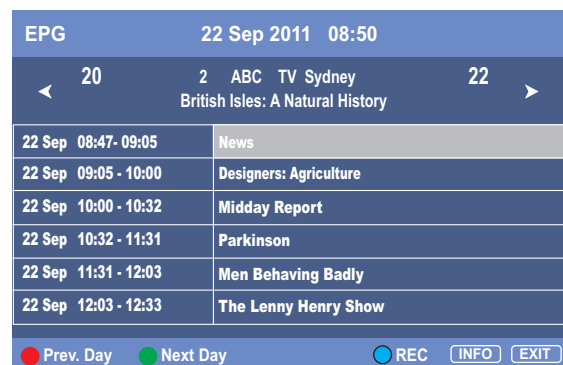 EPG 22 Sep 2011 08:50
20 2 ABC TV Sydney 22
British Isles: A Natural History
22 Sep 08:47- 09:05 News
22 Sep 09:05 - 10:00 Designers: Agriculture
22 Sep 10:00 - 10:32 Midday Report
22 Sep 10:32 - 11:31 Parkinson
22 Sep 11:31 - 12:03 Men Behaving Badly
22 Sep 12:03 - 12:33 The Lenny Henry Show
Prev. Day Next Day REC INFO EXIT